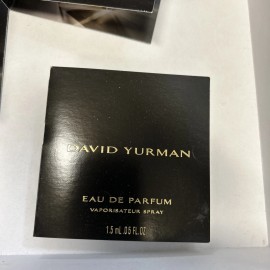 DAVID YURMAN
EAU DE PARFUM
VAPORISATEUR SPRAY
1.5 mL .05 FL OZ